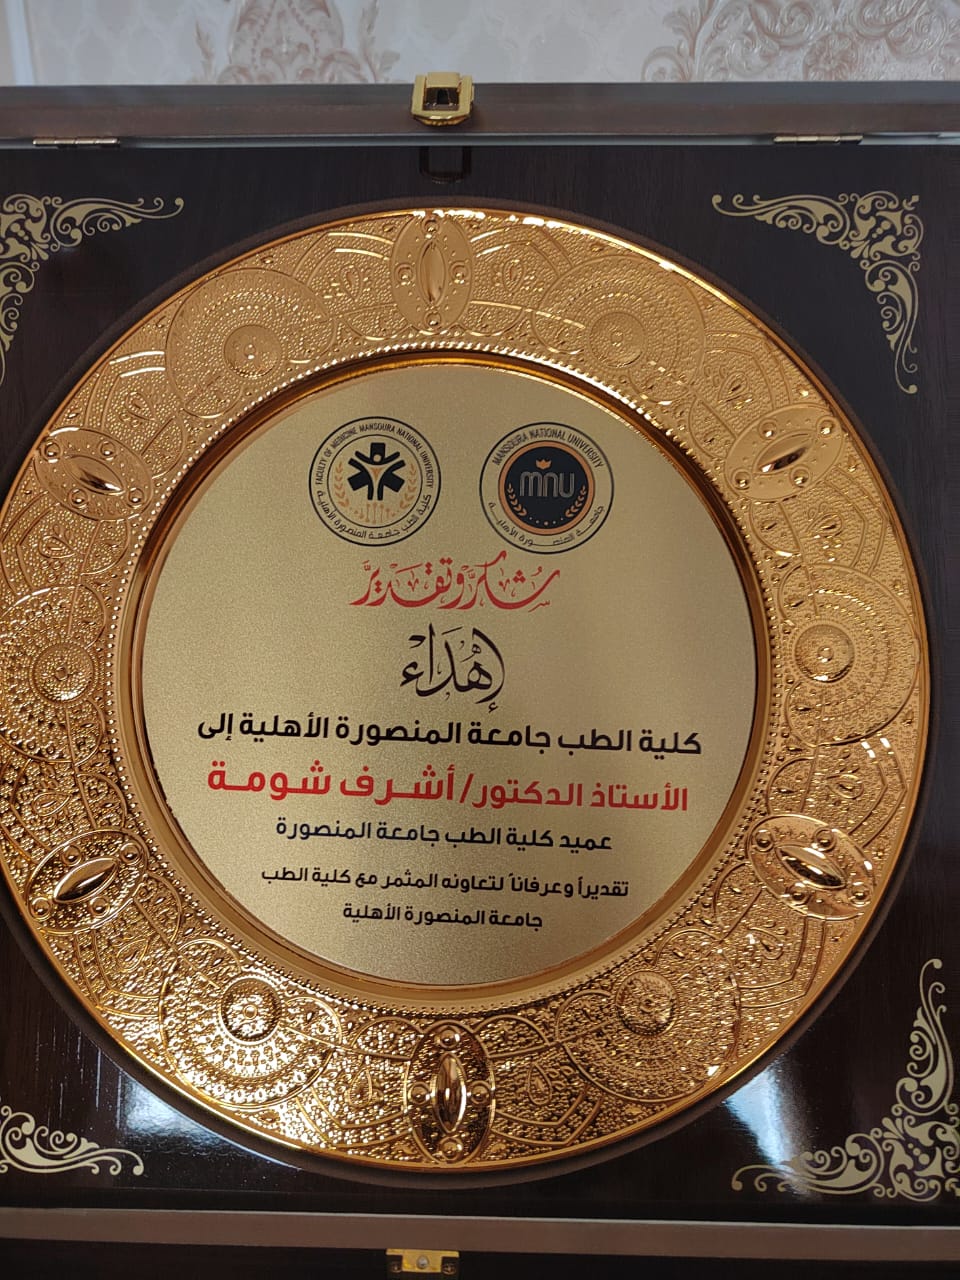 FACULTY OF MEDICINE MANSOURA NATIONAL UNIVERSITY
كلية الطب جامعة المنصورة الأهلية
MANSOURA NATIONAL UNIVERSITY
mnu
جامعة المنصورة الأهلية
شكر وتقدير
إهداء
كلية الطب جامعة المنصورة الأهلية إلى
الأستاذ الدكتور/أشرف شومة
عميد كلية الطب جامعة المنصورة
تقديراً وعرفاناً لتعاونه المثمر مع كلية الطب
جامعة المنصورة الأهلية